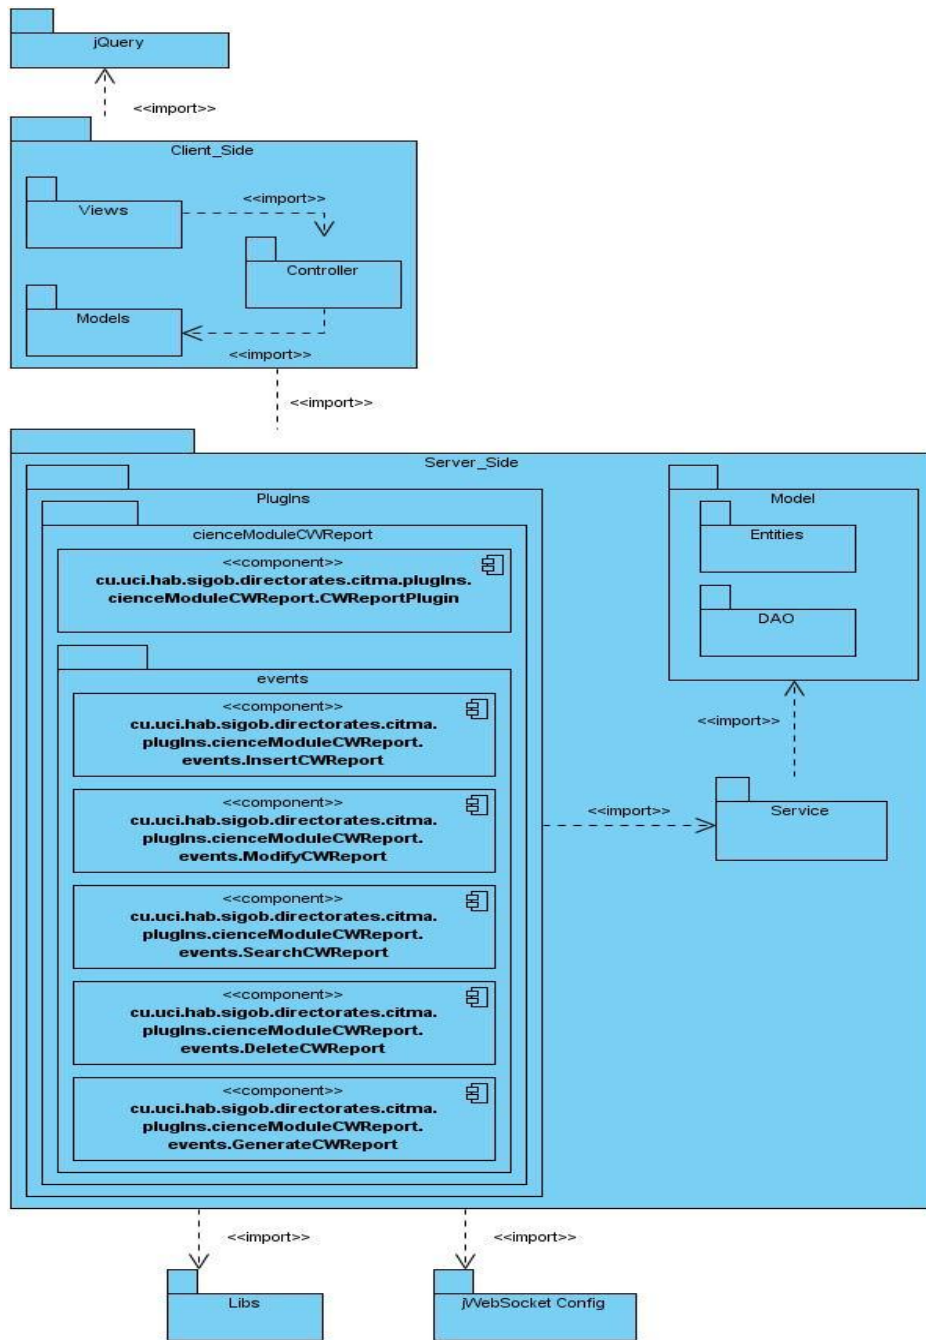 jQuery
<<import>>
Client_Side
<<import>>
Views
Controller
Models
<<import>>
<<import>>
Server_Side
PlugIns
cienceModuleCWReport
<<component>>
cu.uci.hab.sigob.directorates.citma.plugIns.
cienceModuleCWReport.CWReportPlugin
events
<<component>>
cu.uci.hab.sigob.directorates.citma.
plugIns.cienceModuleCWReport.
events.InsertCWReport
<<component>>
cu.uci.hab.sigob.directorates.citma.
plugIns.cienceModuleCWReport.
events.ModifyCWReport
<<component>>
cu.uci.hab.sigob.directorates.citma.
plugIns.cienceModuleCWReport.
events.SearchCWReport
<<component>>
cu.uci.hab.sigob.directorates.citma.
plugIns.cienceModuleCWReport.
events.DeleteCWReport
<<component>>
cu.uci.hab.sigob.directorates.citma.
plugIns.cienceModuleCWReport.
events.GenerateCWReport
Model
Entities
DAO
<<import>>
<<import>>
Service
<<import>>
<<import>>
Libs
jWebSocket Config